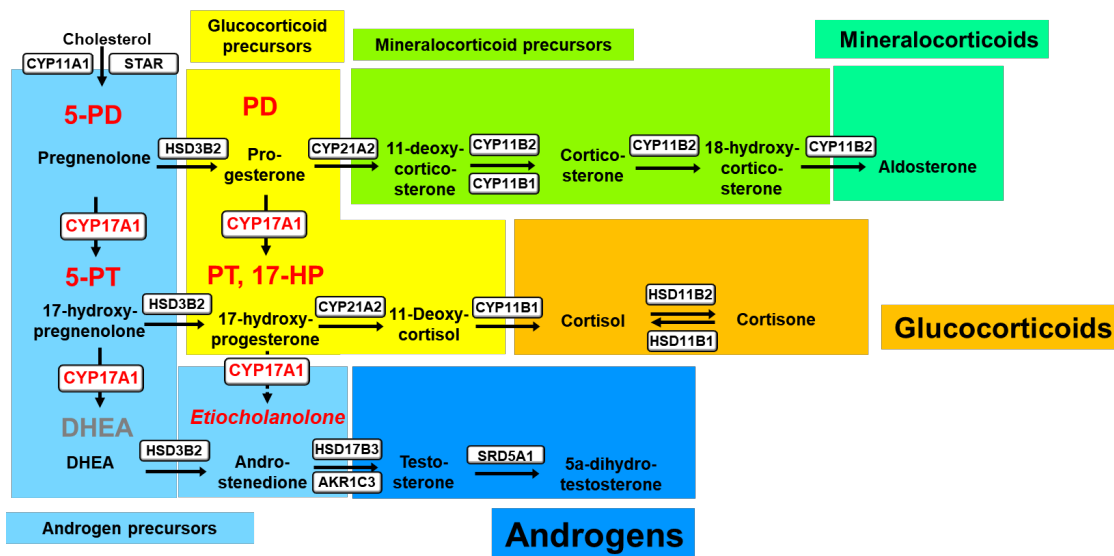 Cholesterol
Glucocorticoid
precursors
Mineralocorticoid precursors
Mineralocorticoids
CYP11A1
STAR
5-PD
PD
Pregnenolone
HSD3B2
Pro-
gesterone
CYP21A2
11-deoxy-
cortico-
sterone
CYP11B2
CYP11B1
Cortico-
sterone
CYP11B2
18-hydroxy-
cortico-
sterone
CYP11B2
Aldosterone
CYP17A1
CYP17A1
5-PT
PT, 17-HP
17-hydroxy-
pregnenolone
HSD3B2
17-hydroxy-
progesterone
CYP21A2
11-Deoxy-
cortisol
CYP11B1
Cortisol
HSD11B2
HSD11B1
Cortisone
Glucocorticoids
CYP17A1
CYP17A1
DHEA
Etiocholanolone
DHEA
HSD3B2
Andro-
stenedione
HSD17B3
AKR1C3
Testo-
sterone
SRD5A1
5a-dihydro-
testosterone
Androgen precursors
Androgens